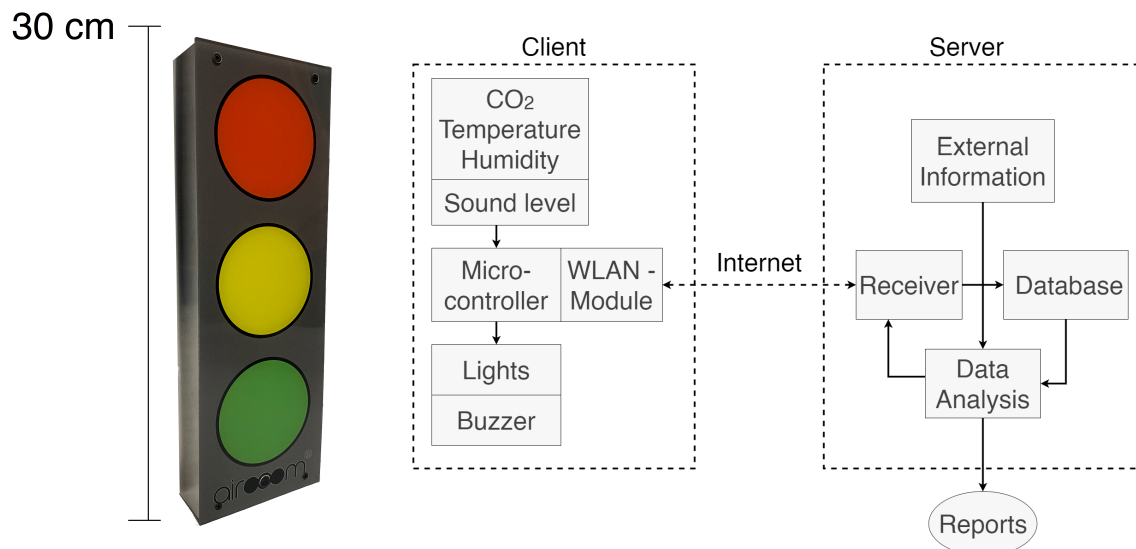 30 cm
airooom
Client
CO2
Temperature
Humidity
Sound level
Micro-
controller
WLAN -
Module
Lights
Buzzer
Internet
Server
External
Information
Receiver
Database
Data
Analysis
Reports